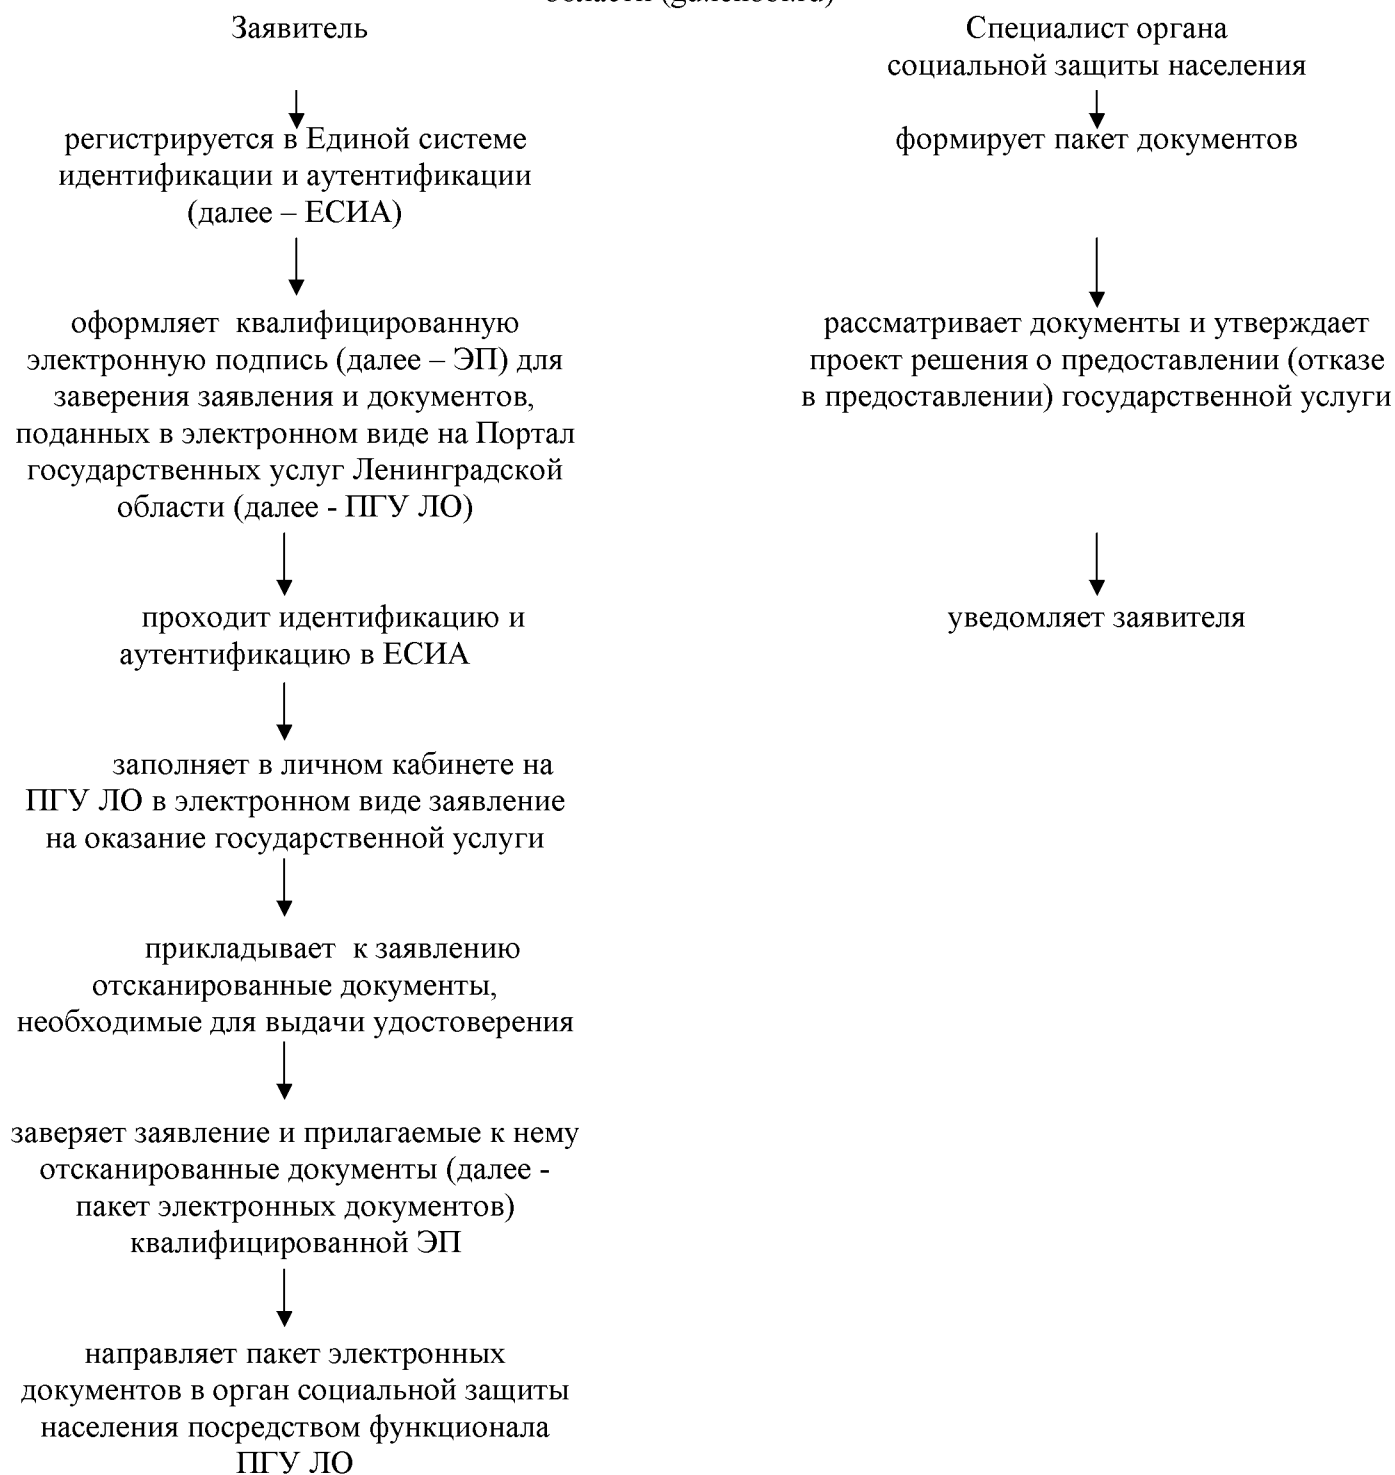 области (gu.lenobl.ru)
Заявитель
регистрируется в Единой системе
идентификации и аутентификации
(далее – ЕСИА)
оформляет квалифицированную
электронную подпись (далее – ЭП) для
заверения заявления и документов,
поданных в электронном виде на Портал
государственных услуг Ленинградской
области (далее - ПГУ ЛО)
проходит идентификацию и
аутентификацию в ЕСИА
заполняет в личном кабинете на
ПГУ ЛО в электронном виде заявление
на оказание государственной услуги
прикладывает к заявлению
отсканированные документы,
необходимые для выдачи удостоверения
заверяет заявление и прилагаемые к нему
отсканированные документы (далее -
пакет электронных документов)
квалифицированной ЭП
направляет пакет электронных
документов в орган социальной защиты
населения посредством функционала
ПГУ ЛО
Специалист органа
социальной защиты населения
формирует пакет документов
рассматривает документы и утверждает
проект решения о предоставлении (отказе
в предоставлении) государственной услуги
уведомляет заявителя